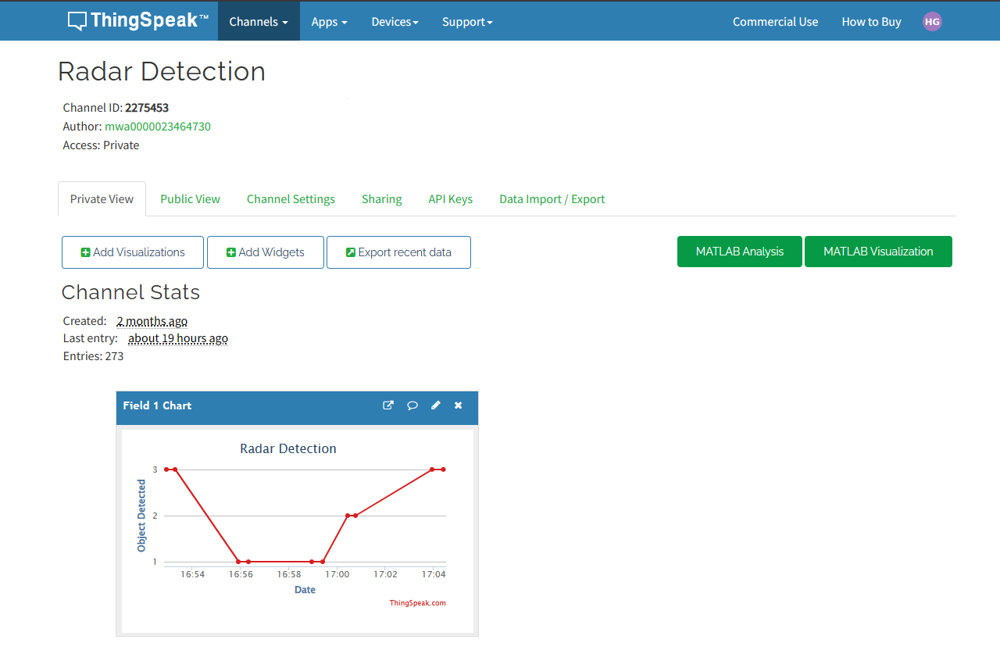 ThingSpeak™ Channels Apps Devices Support Commercial Use How to Buy HG
Radar Detection
Channel ID: 2275453
Author: mwa0000023464730
Access: Private
Private View Public View Channel Settings Sharing API Keys Data Import / Export
Add Visualizations Add Widgets Export recent data MATLAB Analysis MATLAB Visualization
Channel Stats
Created: 2 months ago
Last entry: about 19 hours ago
Entries: 273
Field 1 Chart
Radar Detection
Object Detected
3
2
1
16:54 16:56 16:58 17:00 17:02 17:04
Date
ThingSpeak.com